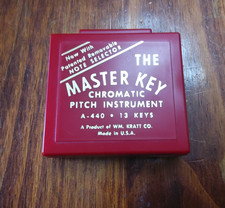 Now With
Patented Removable
NOTE SELECTOR
THE
MASTER KEY
CHROMATIC
PITCH INSTRUMENT
A-440 • 13 KEYS
A Product of WM. KRATT CO.
Made in U.S.A.